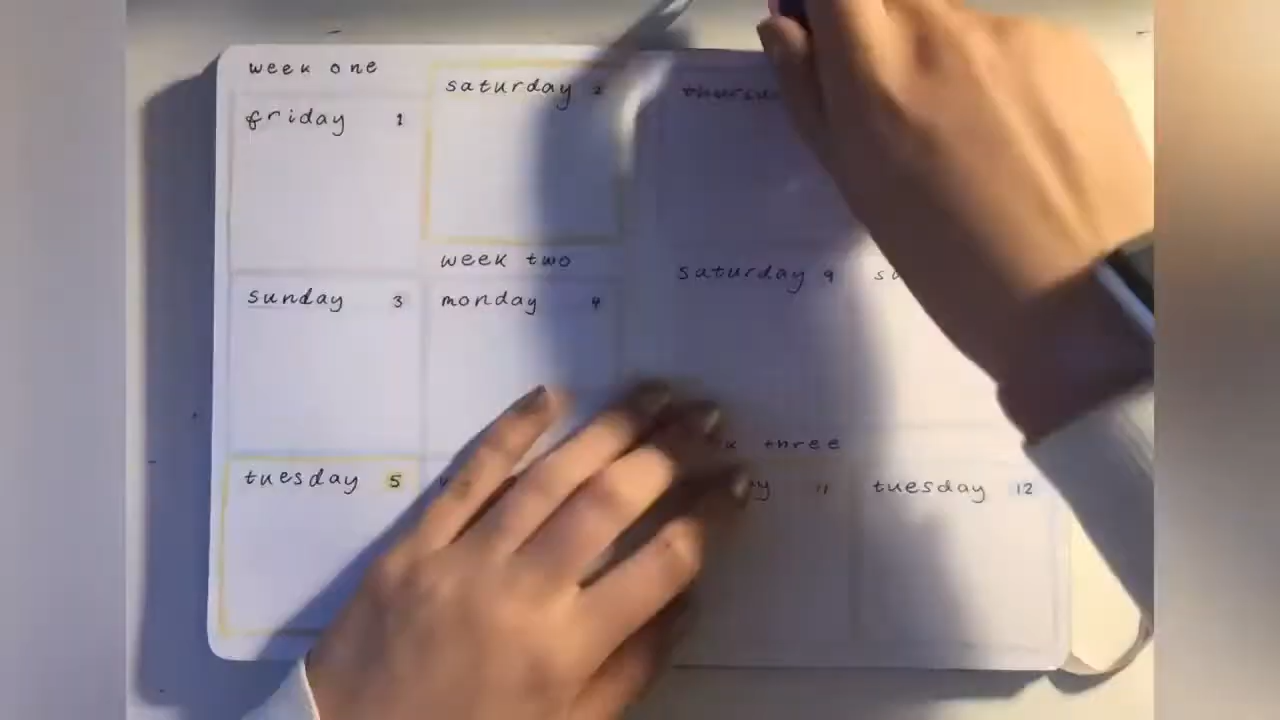 week one
friday 1
saturday 2
sunday 3
week two
monday 4
tuesday 5
saturday 9
three
11
tuesday 12